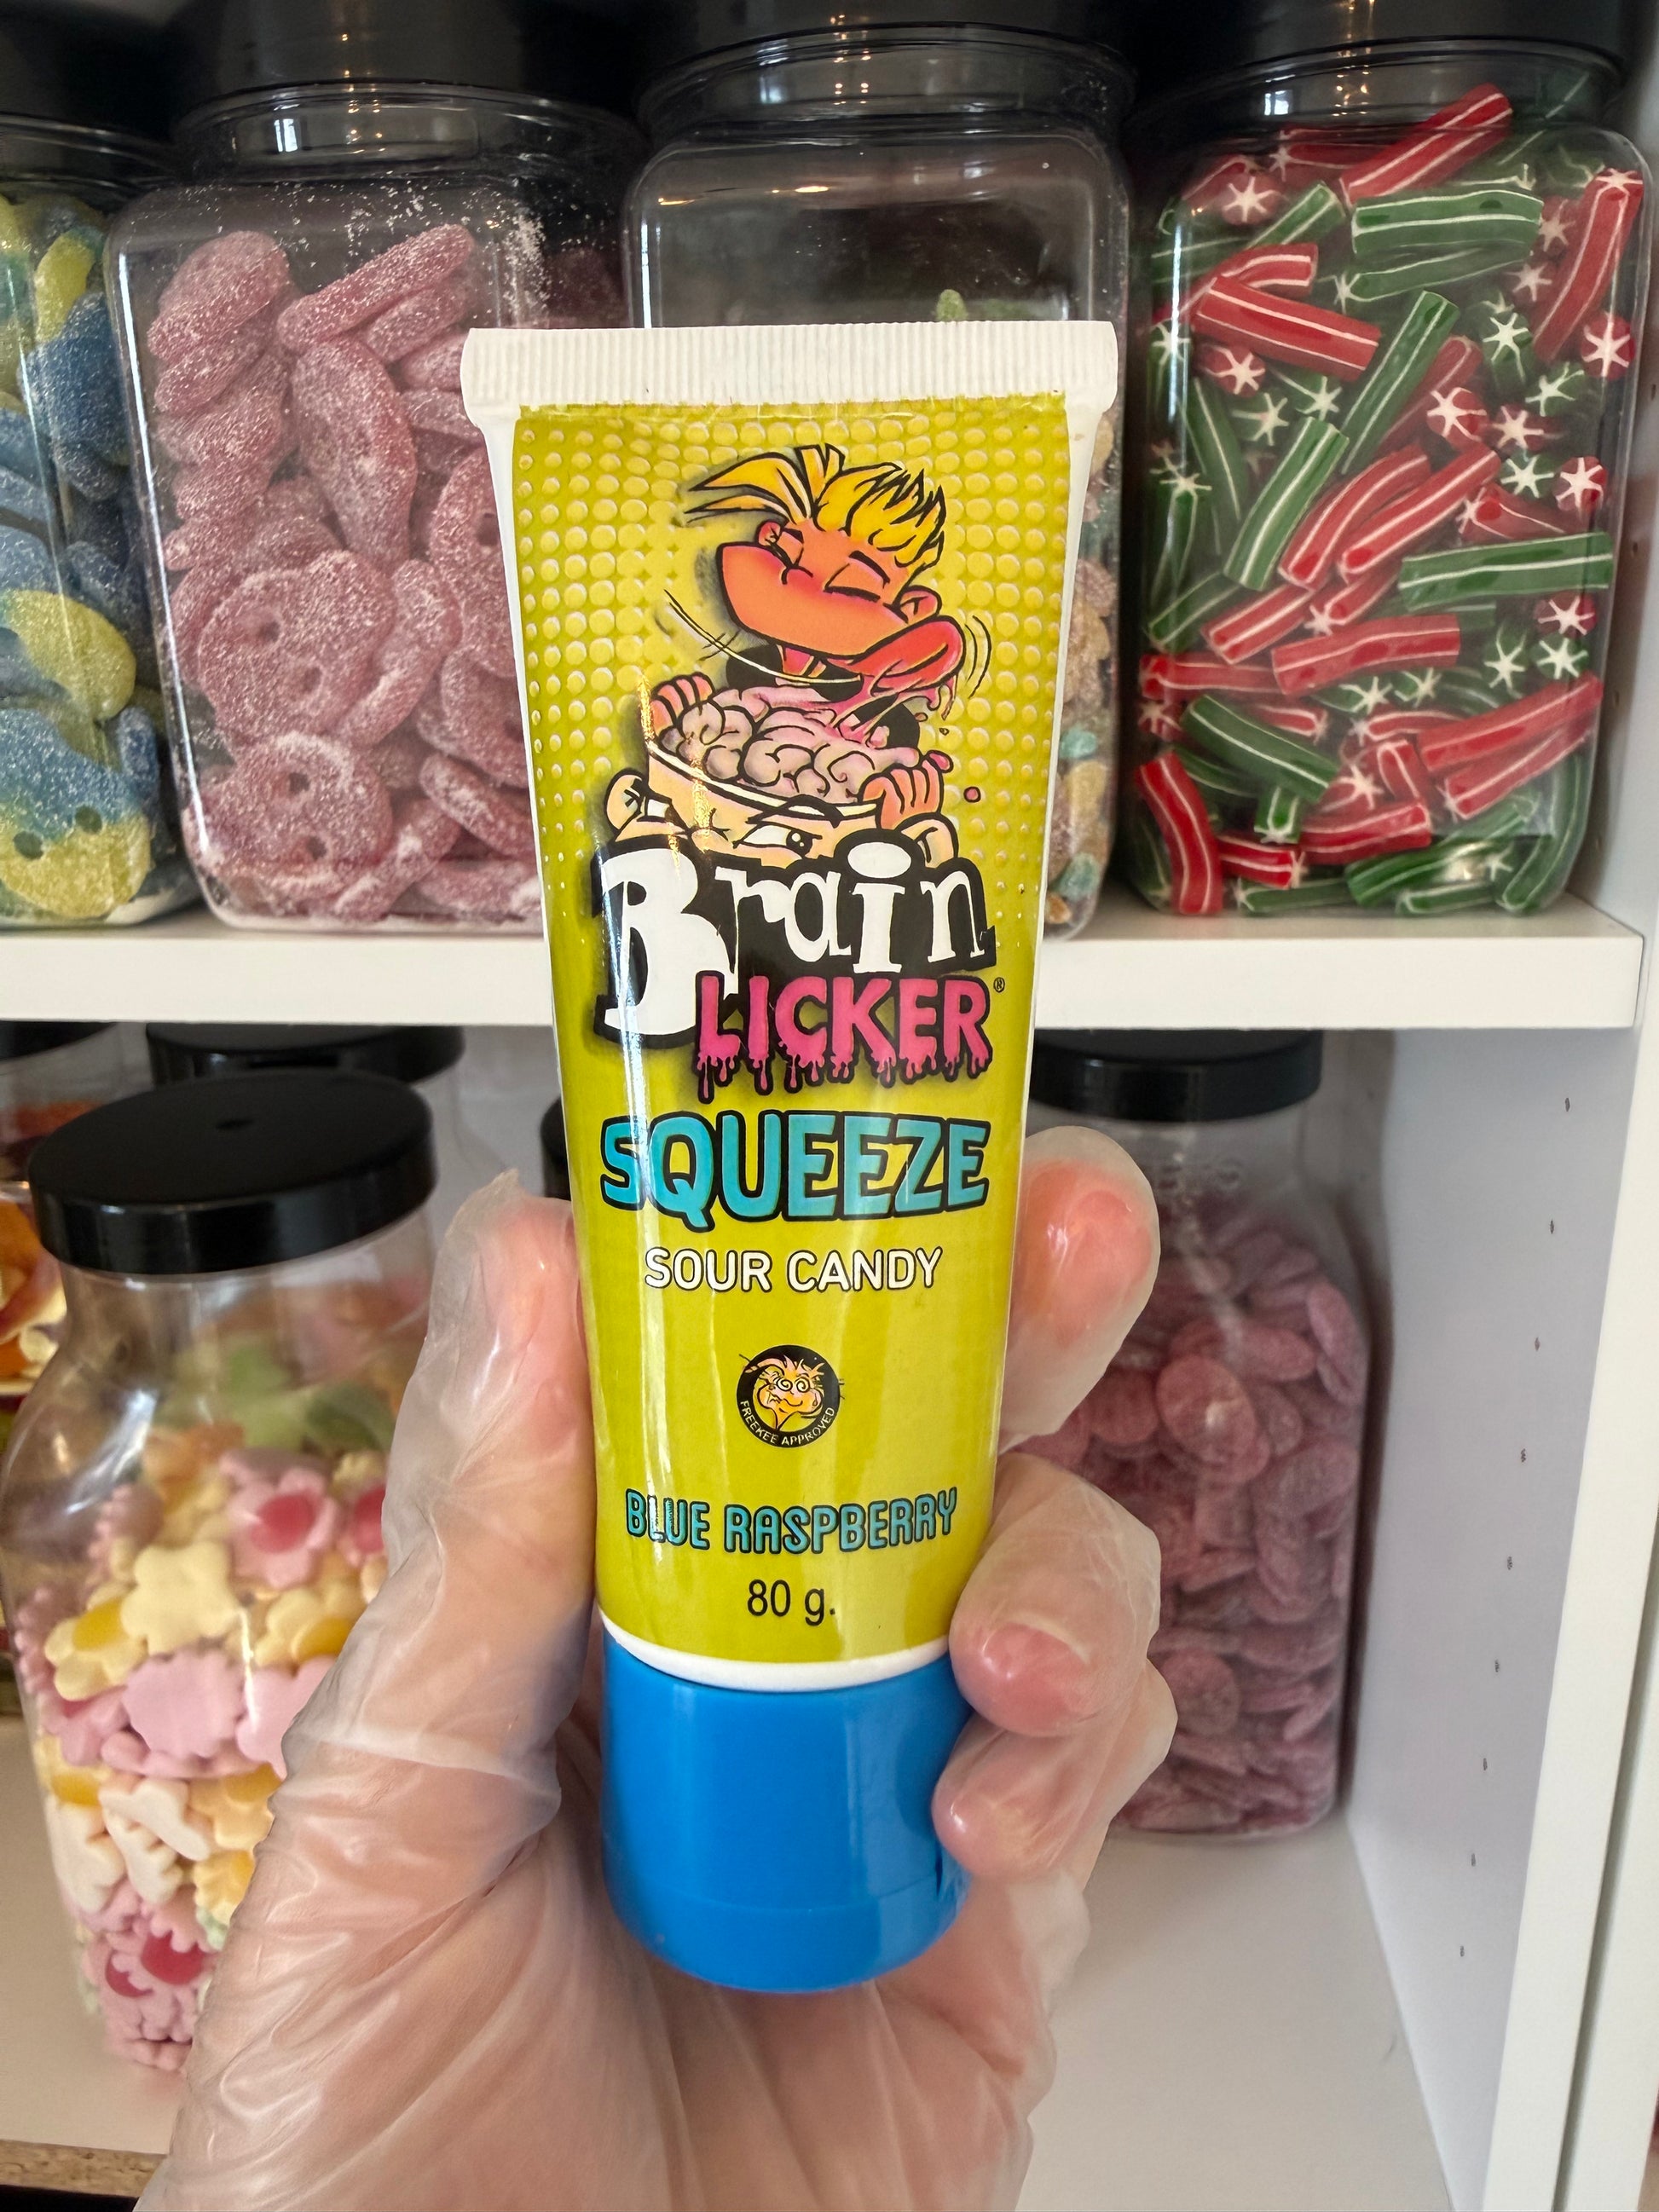 Brain
LICKER®
SQUEEZE
SOUR CANDY
FREEKEE APPROVED
BLUE RASPBERRY
80 g.